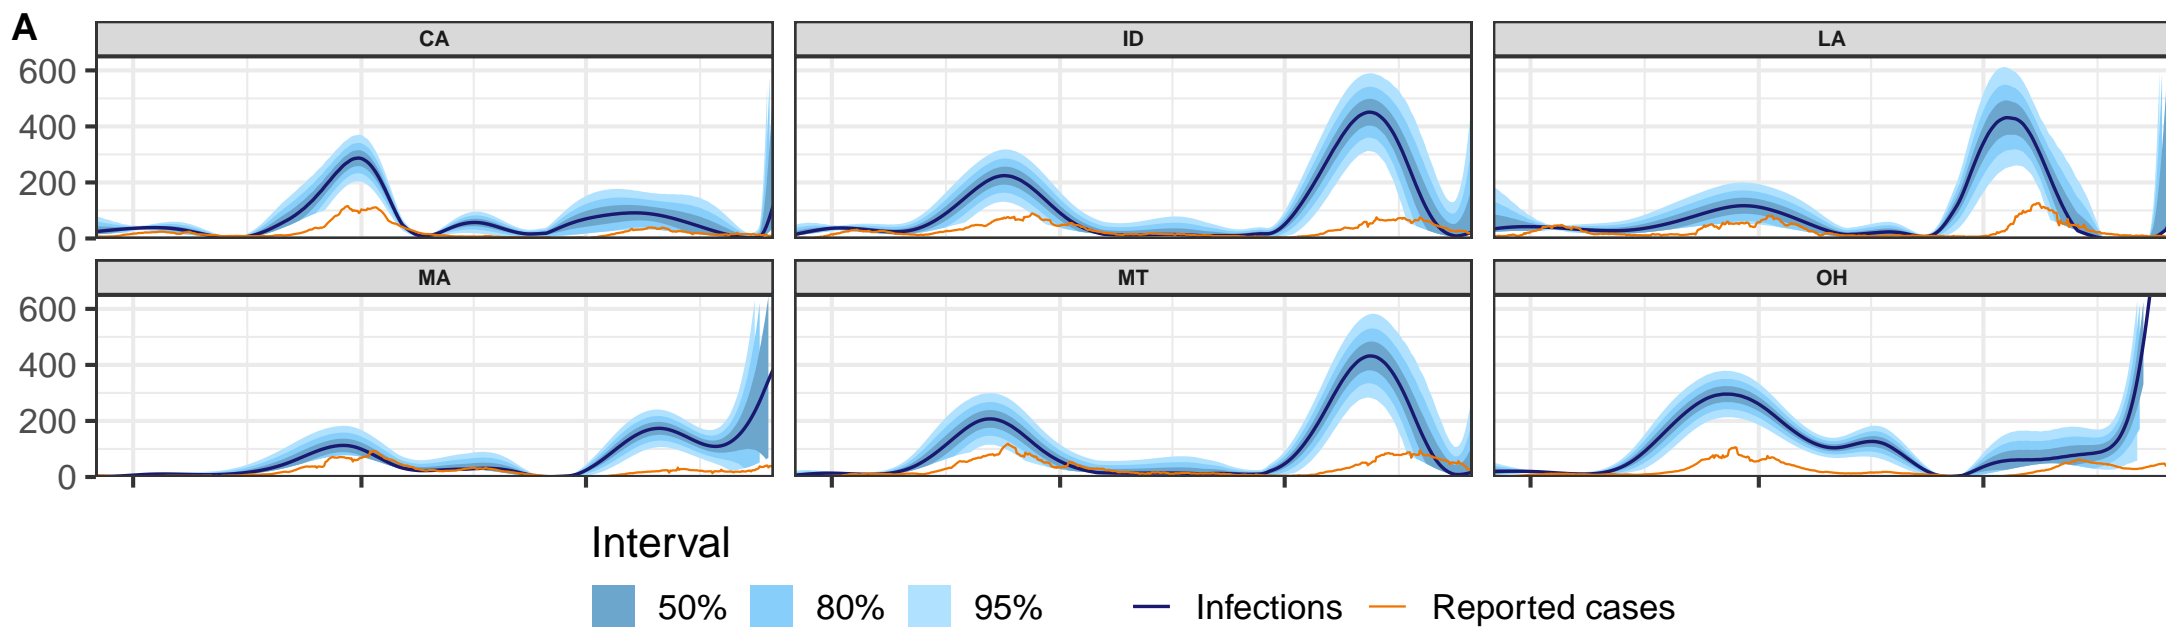 A
CA ID LA
600
400
200
0
MA MT OH
600
400
200
0
Interval
50% 80% 95% Infections Reported cases